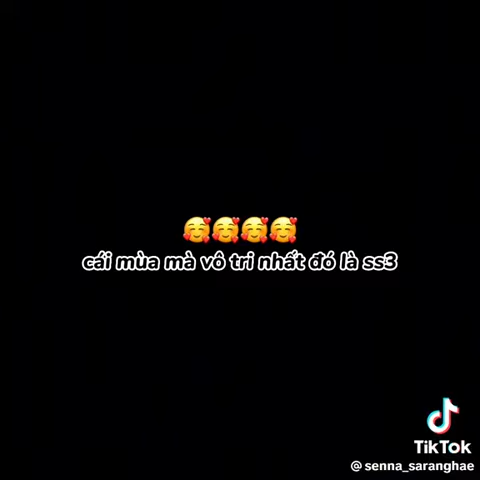 🥰🥰🥰🥰
cái mùa mà vô tri nhất đó là ss3
TikTok
@senna_saranghae